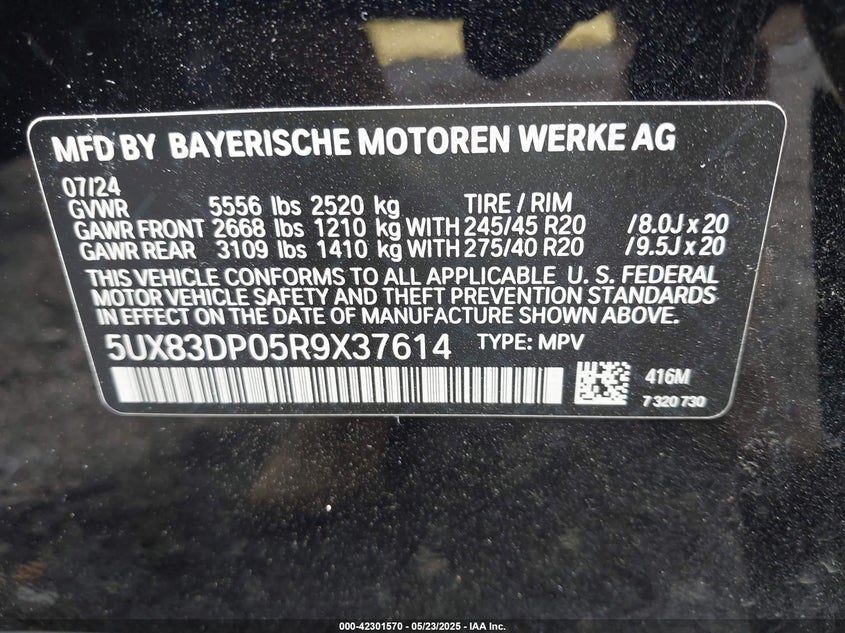 MFD BY BAYERISCHE MOTOREN WERKE AG
07/24
GVWR 5556 lbs 2520 kg TIRE / RIM
GAWR FRONT 2668 lbs 1210 kg WITH 245/45 R20 /8.0J x 20
GAWR REAR 3109 lbs 1410 kg WITH 275/40 R20 /9.5J x 20
THIS VEHICLE CONFORMS TO ALL APPLICABLE U. S. FEDERAL
MOTOR VEHICLE SAFETY AND THEFT PREVENTION STANDARDS
IN EFFECT ON THE DATE OF MANUFACTURE SHOWN ABOVE.
5UX83DP05R9X37614 TYPE: MPV
416M
7 320 730
000-42301570 | 05/23/2025 - IAA Inc.